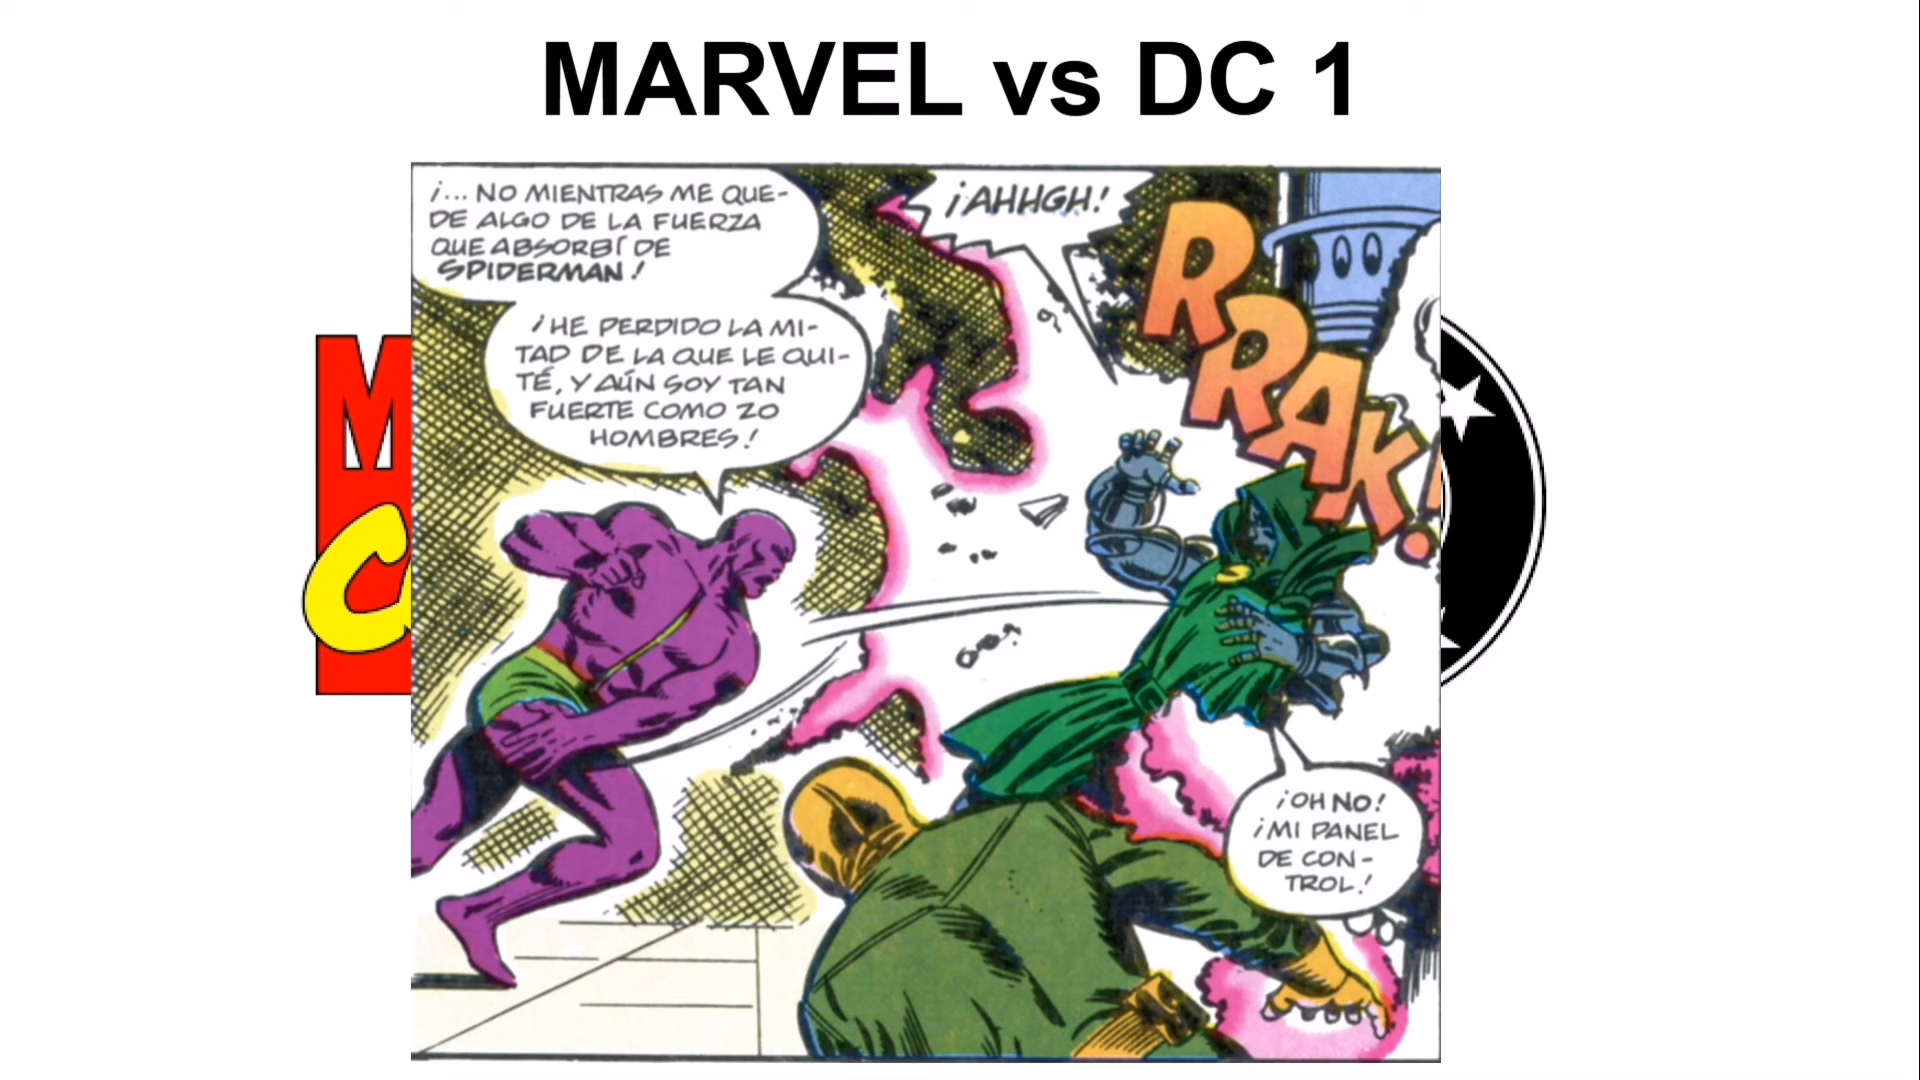 MARVEL vs DC 1
¡... NO MIENTRAS ME QUE-
DE ALGO DE LA FUERZA
QUE ABSORBÍ DE
SPIDERMAN!
¡HE PERDIDO LA MI-
TAD DE LA QUE LE QUI-
TÉ, Y AÚN SOY TAN
FUERTE COMO 20
HOMBRES!
¡AHHGH!
RRAK!
M
C
¡OH NO!
¡MI PANEL
DE CON-
TROL!